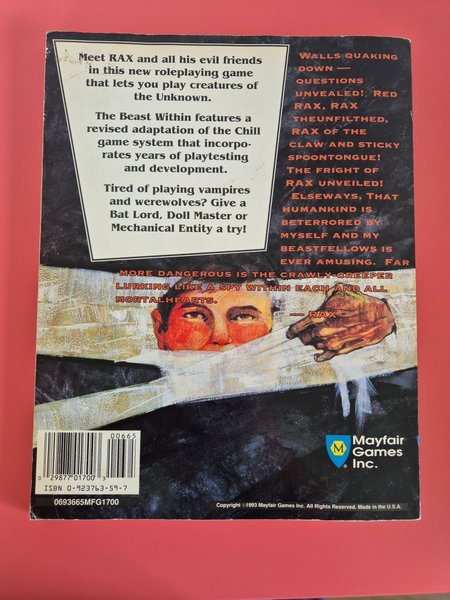 Meet RAX and all his evil friends
in this new roleplaying game
that lets you play creatures of
the Unknown.
The Beast Within features a
revised adaptation of the Chill
game system that incorpo-
rates years of playtesting
and development.
Tired of playing vampires
and werewolves? Give a
Bat Lord, Doll Master or
Mechanical Entity a try!
WALLS QUAKING
DOWN —
QUESTIONS
UNVEALED!, RED
RAX, RAX
THEUNFILTHED,
RAX OF THE
CLAW AND STICKY
SPOONTONGUE!
THE FRIGHT OF
RAX UNVEILED!
ELSEWAYS, THAT
HUMANKIND IS
BETERRORED BY
MYSELF AND MY
BEASTFELLOWS IS
EVER AMUSING. FAR
MORE DANGEROUS IS THE CRAWLY-CREEPER
LURKING LIKE A SPY WITHIN EACH AND ALL
MORTALHEARTS.
— RAX
00665
0 29877 01700 3
ISBN 0-923763-59-7
0693665MFG1700
M
Mayfair
Games
Inc.
Copyright ©1993 Mayfair Games Inc. All Rights Reserved. Made in the U.S.A.